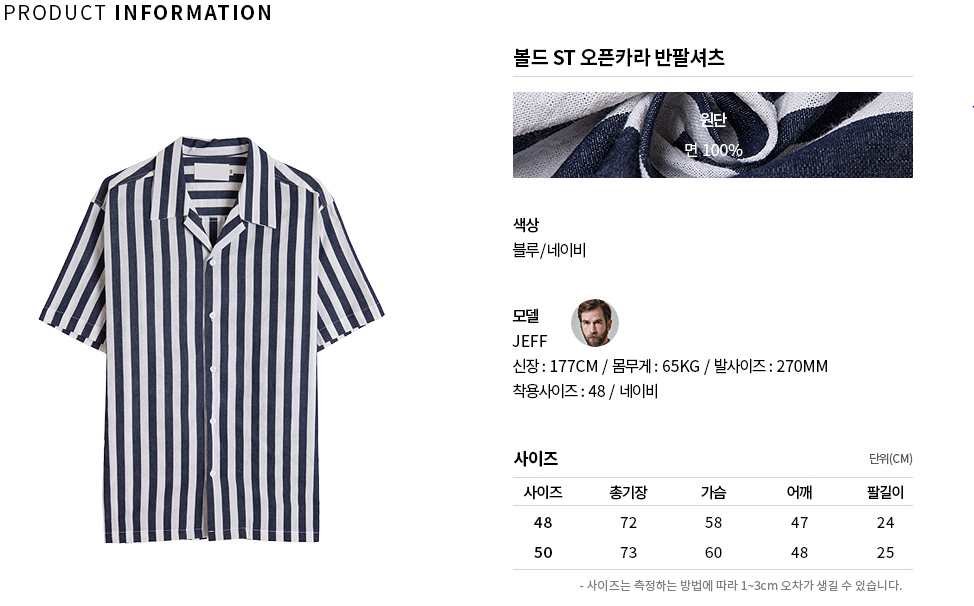 PRODUCT INFORMATION
볼드 ST 오픈카라 반팔셔츠
원단
면 100%
색상
블루/네이비
모델
JEFF
신장 : 177CM / 몸무게 : 65KG / 발사이즈 : 270MM
착용사이즈 : 48 / 네이비
사이즈 단위(CM)
사이즈 총기장 가슴 어깨 팔길이
48 72 58 47 24
50 73 60 48 25
- 사이즈는 측정하는 방법에 따라 1~3cm 오차가 생길 수 있습니다.